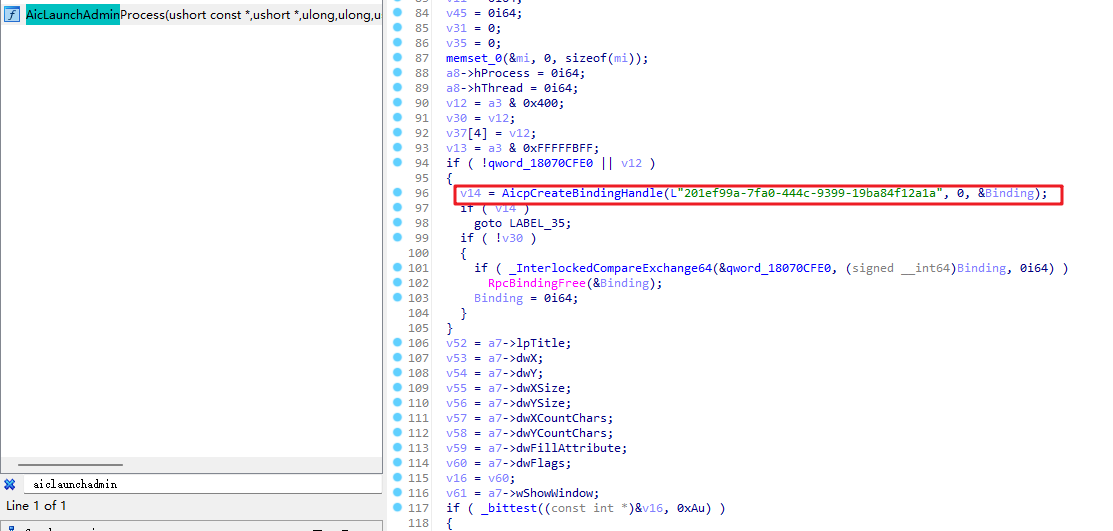 f AicLaunchAdminProcess(ushort const *,ushort *,ulong,ulong,u
aiclaunchadmin
Line 1 of 1
84 v45 = 0i64;
85 v31 = 0;
86 v35 = 0;
87 memset_0(&mi, 0, sizeof(mi));
88 a8->hProcess = 0i64;
89 a8->hThread = 0i64;
90 v12 = a3 & 0x400;
91 v30 = v12;
92 v37[4] = v12;
93 v13 = a3 & 0xFFFFFBFF;
94 if ( !qword_18070CFE0 || v12 )
95 {
96 v14 = AicpCreateBindingHandle(L"201ef99a-7fa0-444c-9399-19ba84f12a1a", 0, &Binding);
97 if ( v14 )
98 goto LABEL_35;
99 if ( !v30 )
100 {
101 if ( _InterlockedCompareExchange64(&qword_18070CFE0, (signed __int64)Binding, 0i64) )
102 RpcBindingFree(&Binding);
103 Binding = 0i64;
104 }
105 }
106 v52 = a7->lpTitle;
107 v53 = a7->dwX;
108 v54 = a7->dwY;
109 v55 = a7->dwXSize;
110 v56 = a7->dwYSize;
111 v57 = a7->dwXCountChars;
112 v58 = a7->dwYCountChars;
113 v59 = a7->dwFillAttribute;
114 v60 = a7->dwFlags;
115 v16 = v60;
116 v61 = a7->wShowWindow;
117 if ( _bittest((const int *)&v16, 0xAu) )
118 {